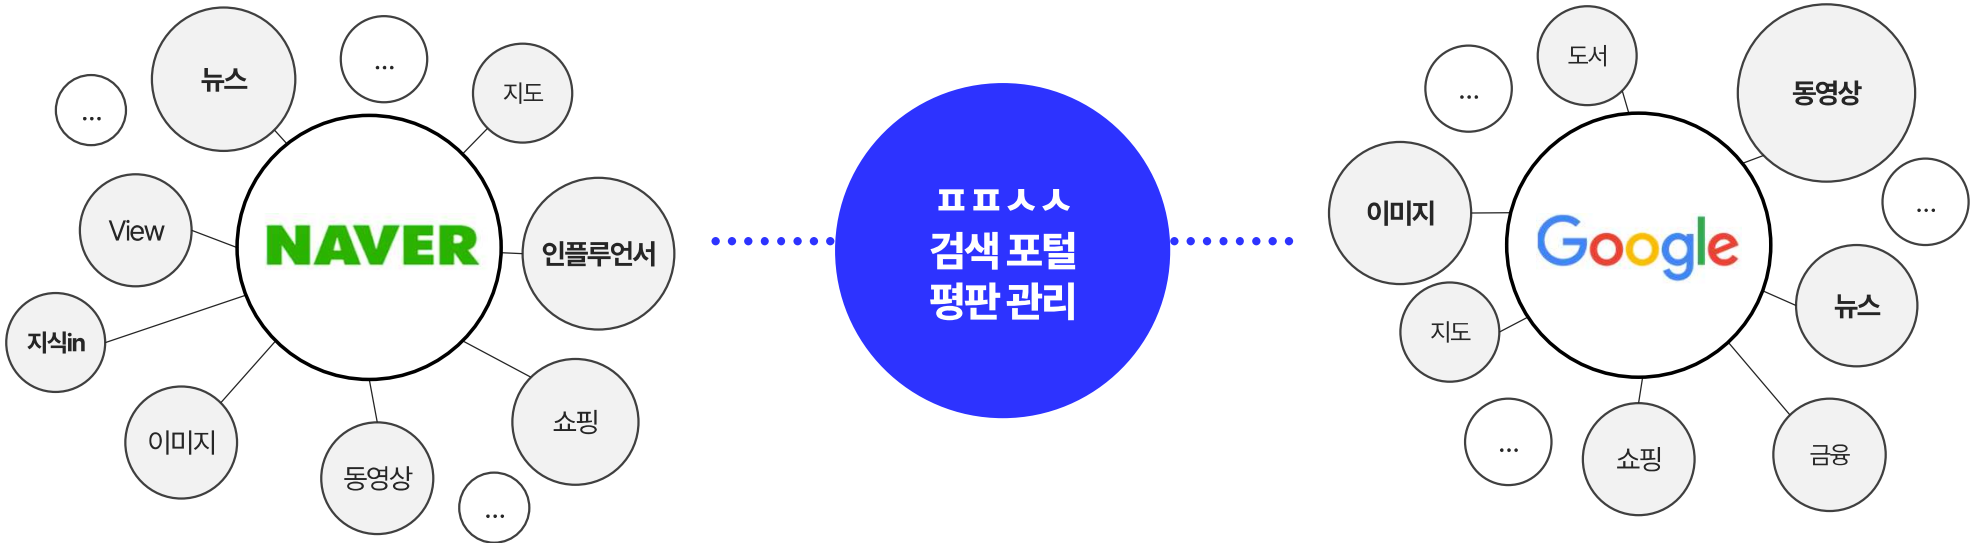 뉴스
...
지도
...
View
NAVER
인플루언서
지식in
이미지
동영상
쇼핑
...
ㅍㅍㅅㅅ
검색 포털
평판 관리
도서
...
동영상
이미지
...
Google
지도
뉴스
...
쇼핑
금융